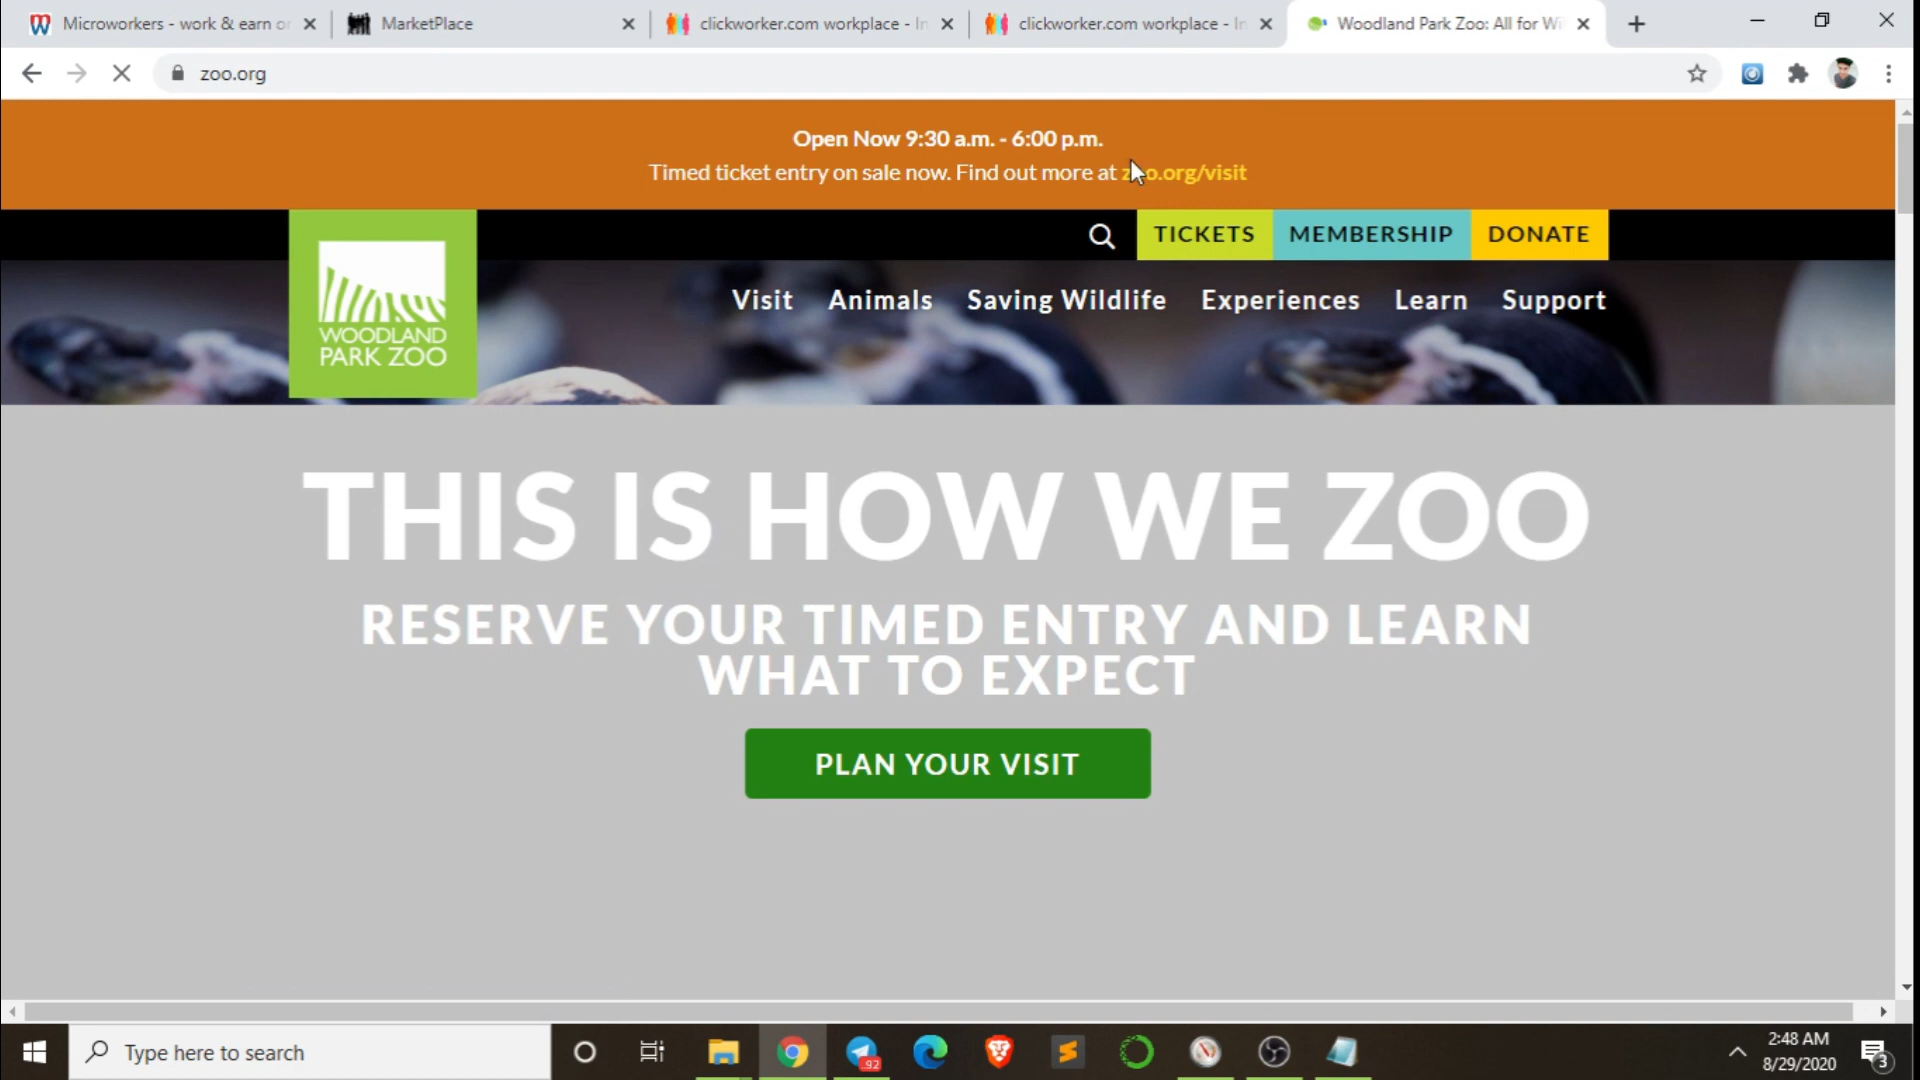 Microworkers - work & earn or
MarketPlace
clickworker.com workplace - In
clickworker.com workplace - In
Woodland Park Zoo: All for Wi
zoo.org
Open Now 9:30 a.m. - 6:00 p.m.
Timed ticket entry on sale now. Find out more at zoo.org/visit
TICKETS
MEMBERSHIP
DONATE
WOODLAND
PARK ZOO
Visit
Animals
Saving Wildlife
Experiences
Learn
Support
THIS IS HOW WE ZOO
RESERVE YOUR TIMED ENTRY AND LEARN
WHAT TO EXPECT
PLAN YOUR VISIT
Type here to search
92
2:48 AM
8/29/2020
3